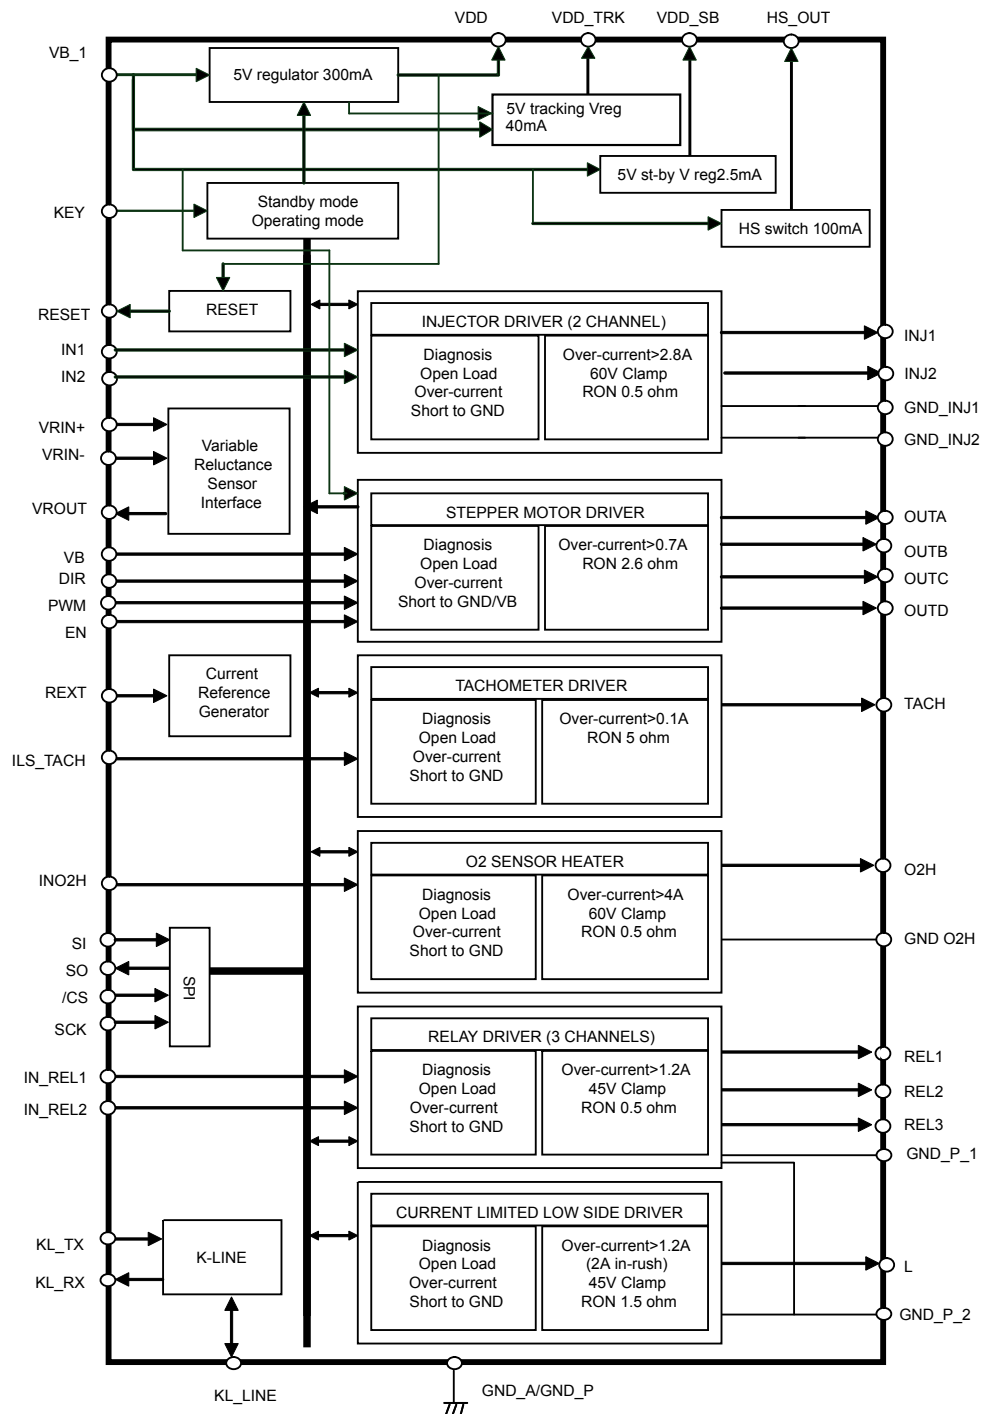 VDD
VDD_TRK
VDD_SB
HS_OUT
VB_1
5V regulator 300mA
5V tracking Vreg
40mA
5V st-by V reg2.5mA
KEY
Standby mode
Operating mode
HS switch 100mA
RESET
RESET
IN1
IN2
INJECTOR DRIVER (2 CHANNEL)
Diagnosis
Open Load
Over-current
Short to GND
Over-current>2.8A
60V Clamp
RON 0.5 ohm
INJ1
INJ2
GND_INJ1
GND_INJ2
VRIN+
VRIN-
VROUT
Variable
Reluctance
Sensor
Interface
VB
DIR
PWM
EN
STEPPER MOTOR DRIVER
Diagnosis
Open Load
Over-current
Short to GND/VB
Over-current>0.7A
RON 2.6 ohm
OUTA
OUTB
OUTC
OUTD
REXT
Current
Reference
Generator
ILS_TACH
TACHOMETER DRIVER
Diagnosis
Open Load
Over-current
Short to GND
Over-current>0.1A
RON 5 ohm
TACH
INO2H
O2 SENSOR HEATER
Diagnosis
Open Load
Over-current
Short to GND
Over-current>4A
60V Clamp
RON 0.5 ohm
O2H
GND O2H
SI
SO
/CS
SCK
SPI
IN_REL1
IN_REL2
RELAY DRIVER (3 CHANNELS)
Diagnosis
Open Load
Over-current
Short to GND
Over-current>1.2A
45V Clamp
RON 0.5 ohm
REL1
REL2
REL3
GND_P_1
KL_TX
KL_RX
K-LINE
CURRENT LIMITED LOW SIDE DRIVER
Diagnosis
Open Load
Over-current
Short to GND
Over-current>1.2A
(2A in-rush)
45V Clamp
RON 1.5 ohm
L
GND_P_2
KL_LINE
GND_A/GND_P